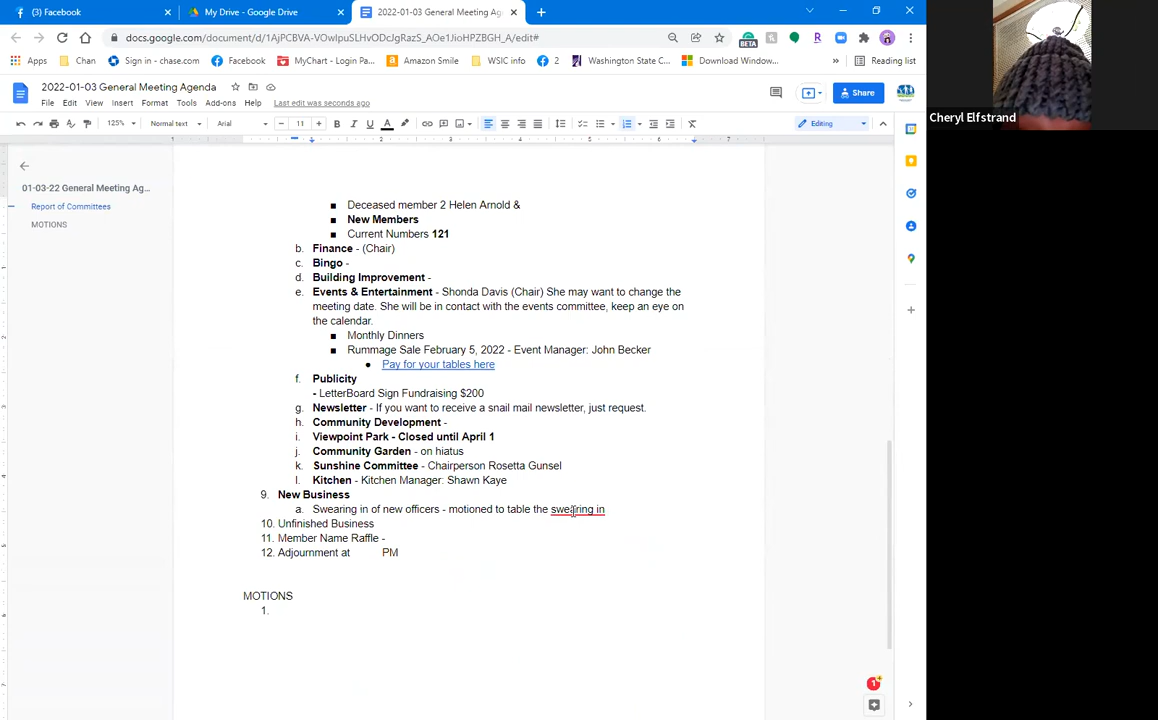 (3) Facebook
My Drive - Google Drive
2022-01-03 General Meeting Ag
docs.google.com/document/d/1AjPCBVA-VOwIpuSLHvODcJgRazS_AOe1JioHPZBGH_A/edit#
BETA
R
Apps
Chan
Sign in - chase.com
Facebook
MyChart - Login Pa...
Amazon Smile
WSIC info
2
Washington State C...
Download Window...
»
Reading list
2022-01-03 General Meeting Agenda
File Edit View Insert Format Tools Add-ons Help Last edit was seconds ago
Share
125% Normal text Arial 11 B I U A Editing
1 2 3 4 5 6 7
01-03-22 General Meeting Ag...
Report of Committees
MOTIONS
■ Deceased member 2 Helen Arnold &
■ New Members
■ Current Numbers 121
b. Finance - (Chair)
c. Bingo -
d. Building Improvement -
e. Events & Entertainment - Shonda Davis (Chair) She may want to change the
meeting date. She will be in contact with the events committee, keep an eye on
the calendar.
■ Monthly Dinners
■ Rummage Sale February 5, 2022 - Event Manager: John Becker
● Pay for your tables here
f. Publicity
- LetterBoard Sign Fundraising $200
g. Newsletter - If you want to receive a snail mail newsletter, just request.
h. Community Development -
i. Viewpoint Park - Closed until April 1
j. Community Garden - on hiatus
k. Sunshine Committee - Chairperson Rosetta Gunsel
l. Kitchen - Kitchen Manager: Shawn Kaye
9. New Business
a. Swearing in of new officers - motioned to table the swearing in
10. Unfinished Business
11. Member Name Raffle -
12. Adjournment at PM
MOTIONS
1.
1
Cheryl Elfstrand